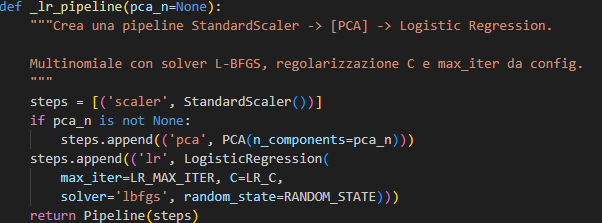 def _lr_pipeline(pca_n=None):
    """Crea una pipeline StandardScaler -> [PCA] -> Logistic Regression.

    Multinomiale con solver L-BFGS, regolarizzazione C e max_iter da config.
    """
    steps = [('scaler', StandardScaler())]
    if pca_n is not None:
        steps.append(('pca', PCA(n_components=pca_n)))
    steps.append(('lr', LogisticRegression(
        max_iter=LR_MAX_ITER, C=LR_C,
        solver='lbfgs', random_state=RANDOM_STATE)))
    return Pipeline(steps)